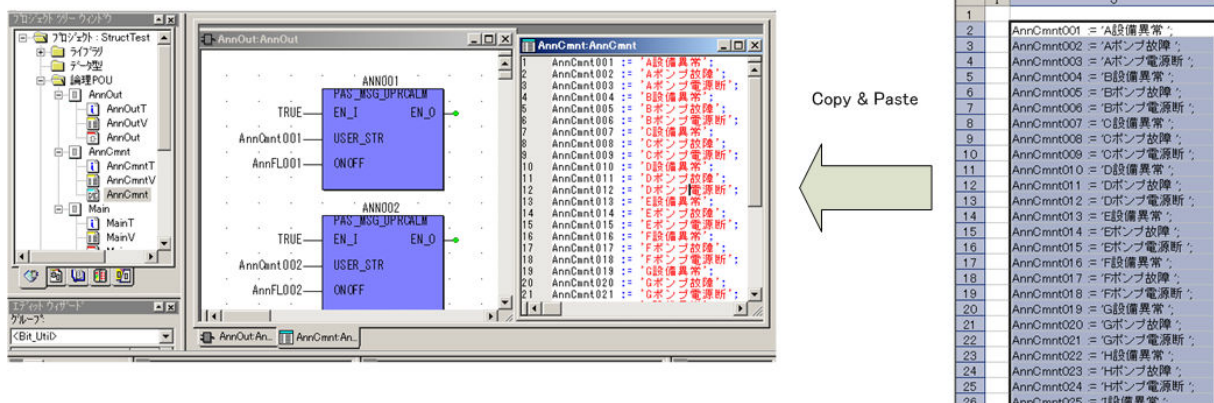 プロジェクト ツリー ウィンドウ
プロジェクト : StructTest
ライブラリ
データ型
論理POU
AnnOut
AnnOutT
AnnOutV
AnnOut
AnnCmnt
AnnCmntT
AnnCmntV
AnnCmnt
Main
MainT
MainV
エディット ウィザード
グループ:
<Bit_Util>
AnnOut:AnnOut
ANN001
PAS_MSG_UPRCALM
TRUE
EN_I
EN_O
AnnCmnt001
USER_STR
AnnFL001
ONOFF
ANN002
PAS_MSG_UPRCALM
TRUE
EN_I
EN_O
AnnCmnt002
USER_STR
AnnFL002
ONOFF
AnnOut:An...
AnnCmnt:An...
AnnCmnt:AnnCmnt
1 AnnCmnt001 := 'A設備異常';
2 AnnCmnt002 := 'Aポンプ故障';
3 AnnCmnt003 := 'Aポンプ電源断';
4 AnnCmnt004 := 'B設備異常';
5 AnnCmnt005 := 'Bポンプ故障';
6 AnnCmnt006 := 'Bポンプ電源断';
7 AnnCmnt007 := 'C設備異常';
8 AnnCmnt008 := 'Cポンプ故障';
9 AnnCmnt009 := 'Cポンプ電源断';
10 AnnCmnt010 := 'D設備異常';
11 AnnCmnt011 := 'Dポンプ故障';
12 AnnCmnt012 := 'Dポンプ電源断';
13 AnnCmnt013 := 'E設備異常';
14 AnnCmnt014 := 'Eポンプ故障';
15 AnnCmnt015 := 'Eポンプ電源断';
16 AnnCmnt016 := 'F設備異常';
17 AnnCmnt017 := 'Fポンプ故障';
18 AnnCmnt018 := 'Fポンプ電源断';
19 AnnCmnt019 := 'G設備異常';
20 AnnCmnt020 := 'Gポンプ故障';
21 AnnCmnt021 := 'Gポンプ電源断';
Copy & Paste
1
2 AnnCmnt001 := 'A設備異常';
3 AnnCmnt002 := 'Aポンプ故障';
4 AnnCmnt003 := 'Aポンプ電源断';
5 AnnCmnt004 := 'B設備異常';
6 AnnCmnt005 := 'Bポンプ故障';
7 AnnCmnt006 := 'Bポンプ電源断';
8 AnnCmnt007 := 'C設備異常';
9 AnnCmnt008 := 'Cポンプ故障';
10 AnnCmnt009 := 'Cポンプ電源断';
11 AnnCmnt010 := 'D設備異常';
12 AnnCmnt011 := 'Dポンプ故障';
13 AnnCmnt012 := 'Dポンプ電源断';
14 AnnCmnt013 := 'E設備異常';
15 AnnCmnt014 := 'Eポンプ故障';
16 AnnCmnt015 := 'Eポンプ電源断';
17 AnnCmnt016 := 'F設備異常';
18 AnnCmnt017 := 'Fポンプ故障';
19 AnnCmnt018 := 'Fポンプ電源断';
20 AnnCmnt019 := 'G設備異常';
21 AnnCmnt020 := 'Gポンプ故障';
22 AnnCmnt021 := 'Gポンプ電源断';
23 AnnCmnt022 := 'H設備異常';
24 AnnCmnt023 := 'Hポンプ故障';
25 AnnCmnt024 := 'Hポンプ電源断';
26 AnnCmnt025 := 'I設備異常';